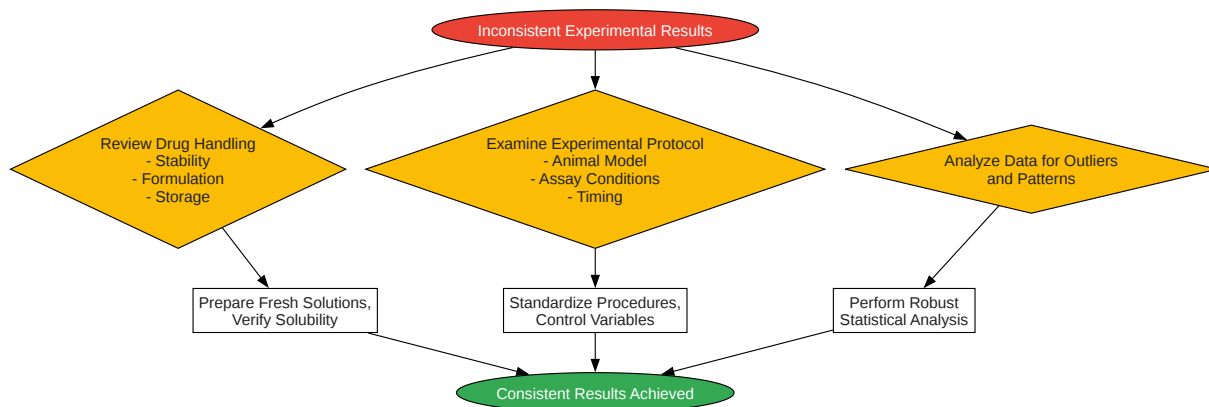 Inconsistent Experimental Results
Review Drug Handling
- Stability
- Formulation
- Storage
Examine Experimental Protocol
- Animal Model
- Assay Conditions
- Timing
Analyze Data for Outliers
and Patterns
Prepare Fresh Solutions,
Verify Solubility
Standardize Procedures,
Control Variables
Perform Robust
Statistical Analysis
Consistent Results Achieved